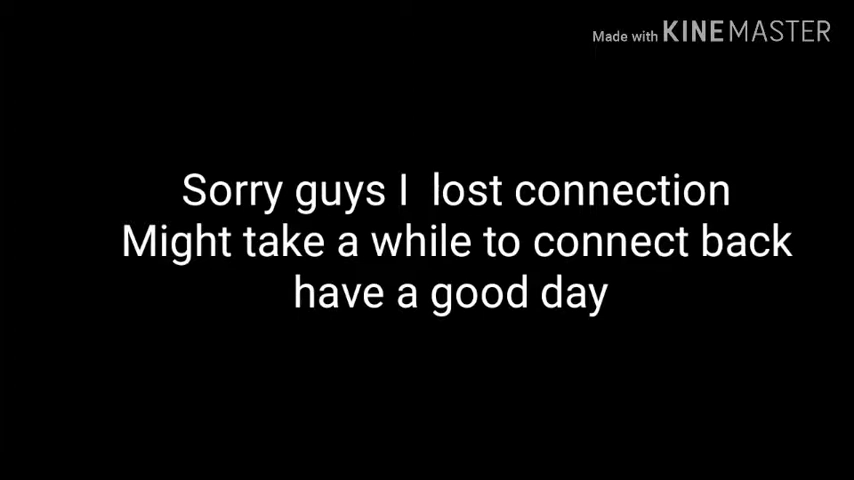 Made with KINEMASTER
Sorry guys I  lost connection
Might take a while to connect back
have a good day